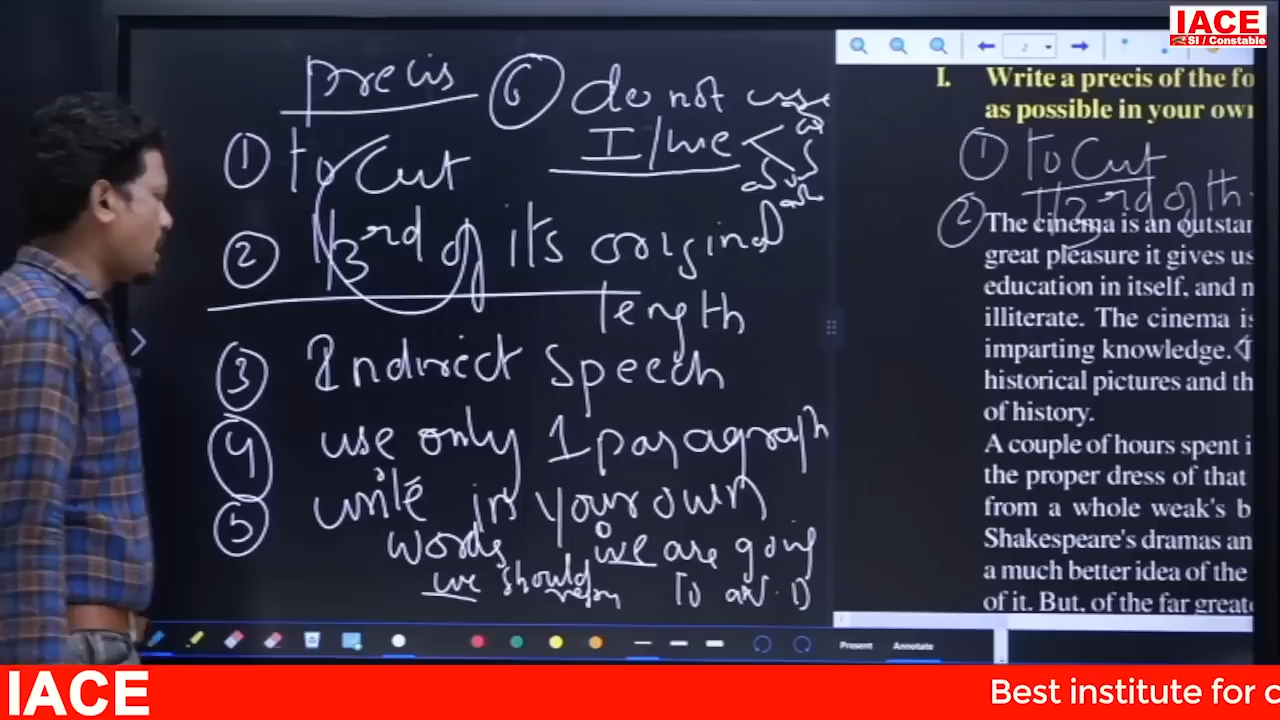 IACE
SI / Constable
precis
① to cut
② 1/3rd of its original
length
③ Indirect Speech
④ use only 1 paragraph
⑤ write in your own
words
we should
we are going
to
⑥ do not use
I/we
2
I. Write a precis of the fo
as possible in your own
① to cut
② 1/3rd of th
The cinema is an outstan
great pleasure it gives us
education in itself, and n
illiterate. The cinema is
imparting knowledge. T
historical pictures and th
of history.
A couple of hours spent i
the proper dress of that
from a whole weak's b
Shakespeare's dramas an
a much better idea of the
of it. But, of the far great
Present Annotate
IACE
Best institute for c